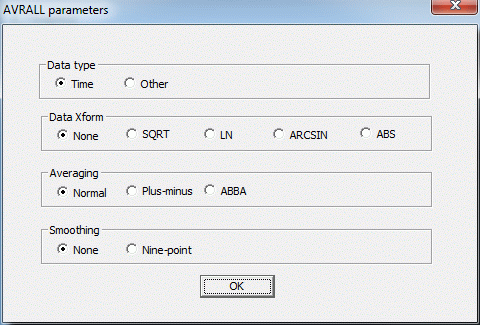 AVRALL parameters
Data type
Time Other
Data Xform
None SQRT LN ARCSIN ABS
Averaging
Normal Plus-minus ABBA
Smoothing
None Nine-point
OK